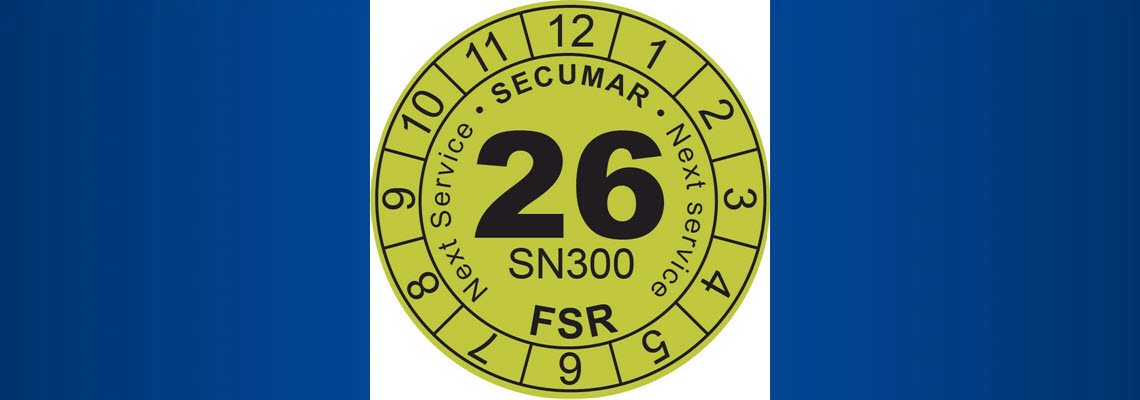 12
1
2
3
4
5
6
7
8
9
10
11
• SECUMAR •
Next Service
Next service
26
SN300
FSR